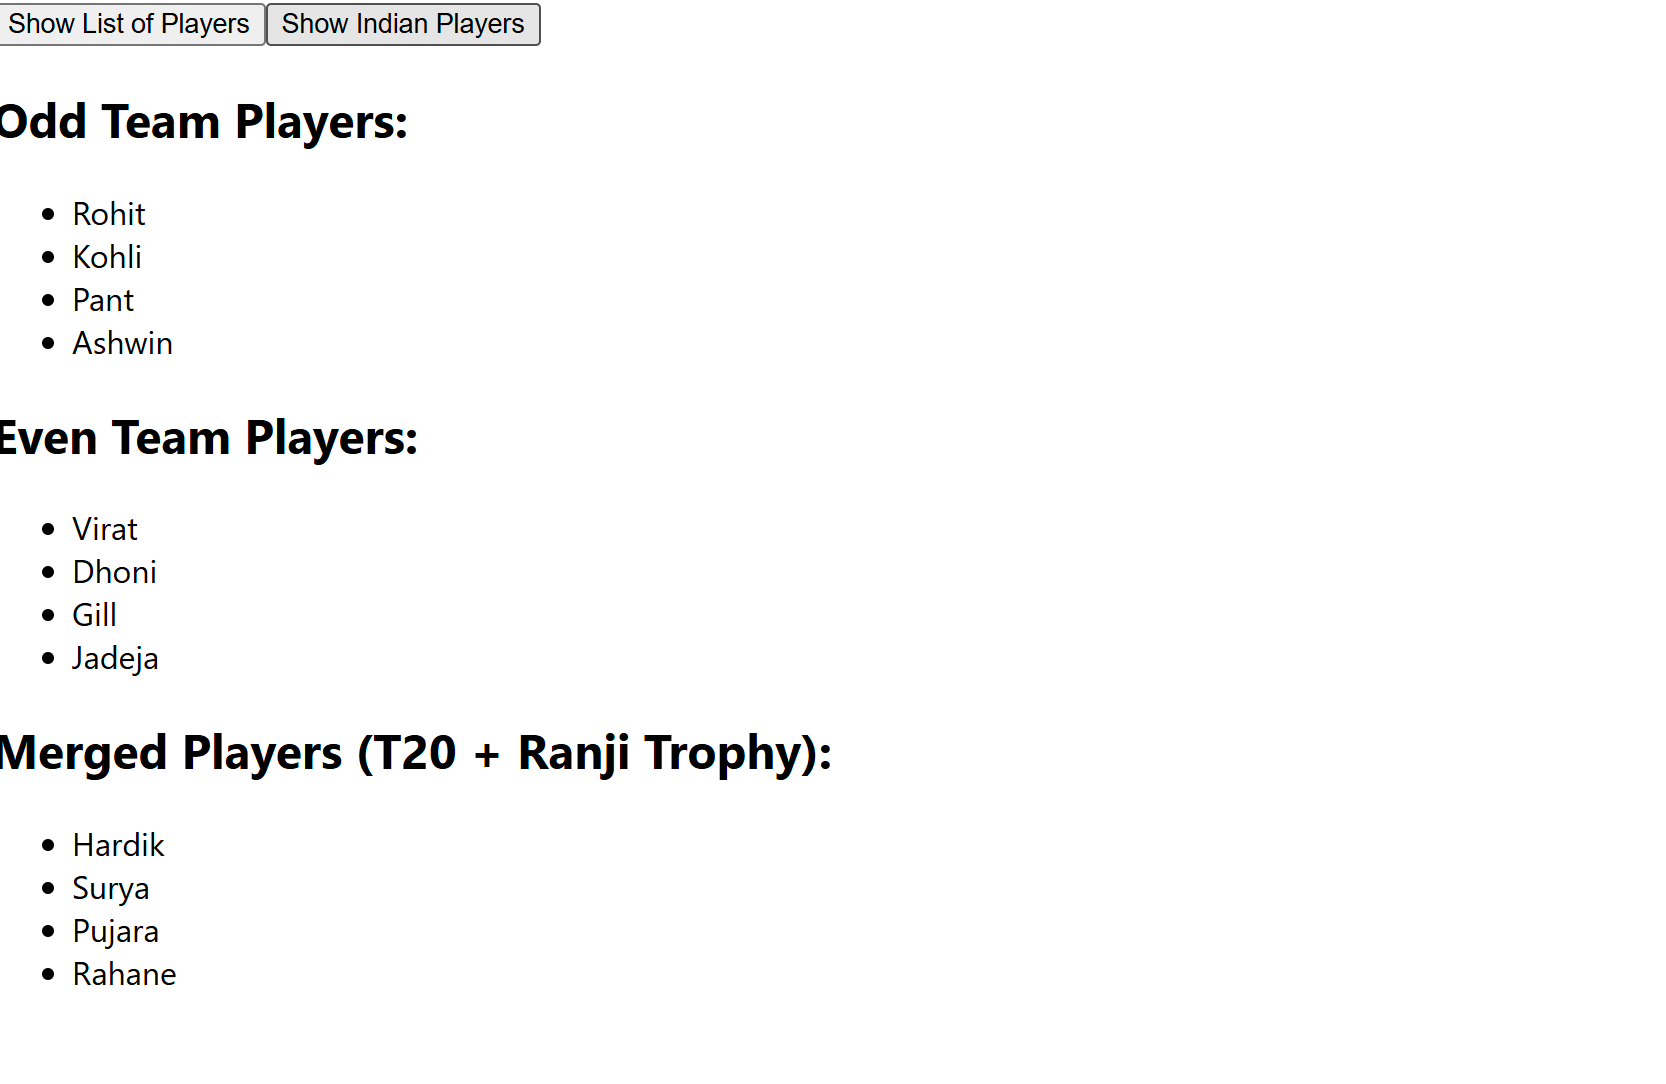 Show List of Players Show Indian Players
Odd Team Players:
Rohit
Kohli
Pant
Ashwin
Even Team Players:
Virat
Dhoni
Gill
Jadeja
Merged Players (T20 + Ranji Trophy):
Hardik
Surya
Pujara
Rahane